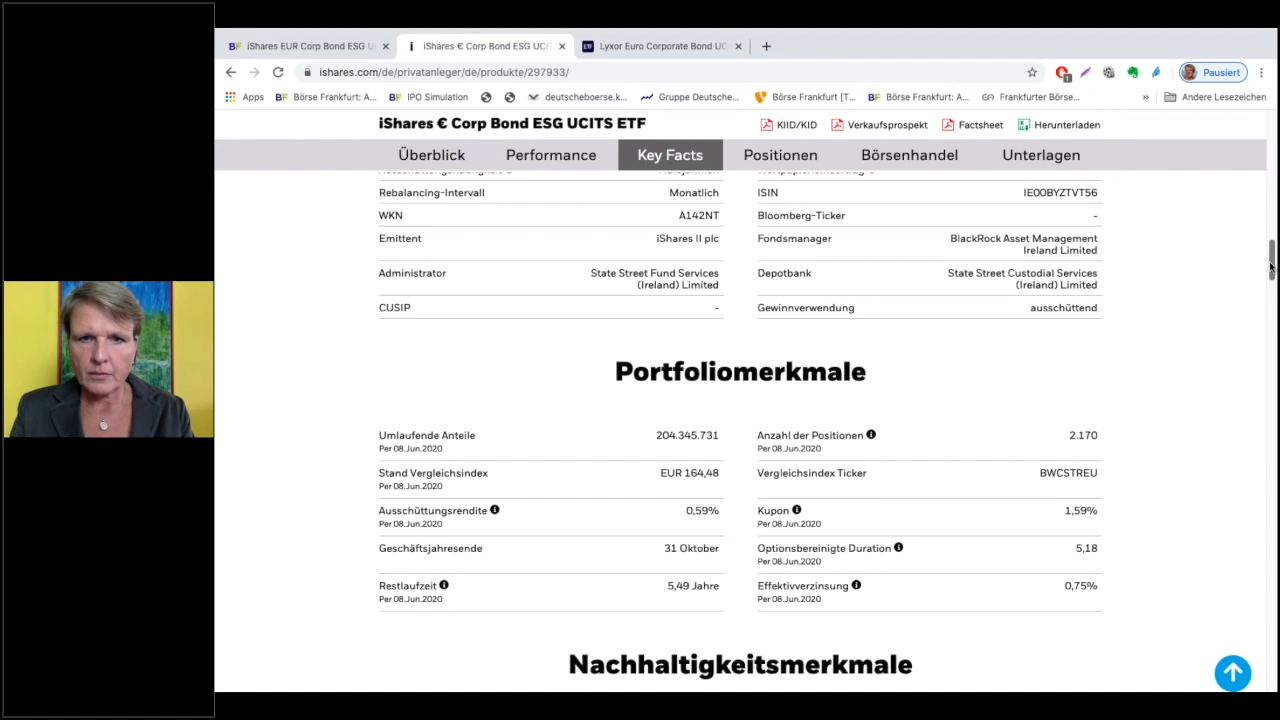 iShares EUR Corp Bond ESG U
iShares € Corp Bond ESG UCIT
Lyxor Euro Corporate Bond UC
ishares.com/de/privatanleger/de/produkte/297933/
Pausiert
Apps
Börse Frankfurt: A...
IPO Simulation
deutscheboerse.k...
Gruppe Deutsche...
Börse Frankfurt [T...
Börse Frankfurt: A...
Frankfurter Börse...
»
Andere Lesezeichen
iShares € Corp Bond ESG UCITS ETF
KIID/KID
Verkaufsprospekt
Factsheet
Herunterladen
Überblick
Performance
Key Facts
Positionen
Börsenhandel
Unterlagen
Rebalancing-Intervall Monatlich
ISIN IE00BYZTVT56
WKN A142NT
Bloomberg-Ticker -
Emittent iShares II plc
Fondsmanager BlackRock Asset Management
Ireland Limited
Administrator State Street Fund Services
(Ireland) Limited
Depotbank State Street Custodial Services
(Ireland) Limited
CUSIP -
Gewinnverwendung ausschüttend
Portfoliomerkmale
Umlaufende Anteile 204.345.731
Per 08.Jun.2020
Anzahl der Positionen 2.170
Per 08.Jun.2020
Stand Vergleichsindex EUR 164,48
Per 08.Jun.2020
Vergleichsindex Ticker BWCSTREU
Ausschüttungsrendite 0,59%
Per 08.Jun.2020
Kupon 1,59%
Per 08.Jun.2020
Geschäftsjahresende 31 Oktober
Optionsbereinigte Duration 5,18
Per 08.Jun.2020
Restlaufzeit 5,49 Jahre
Per 08.Jun.2020
Effektivverzinsung 0,75%
Per 08.Jun.2020
Nachhaltigkeitsmerkmale